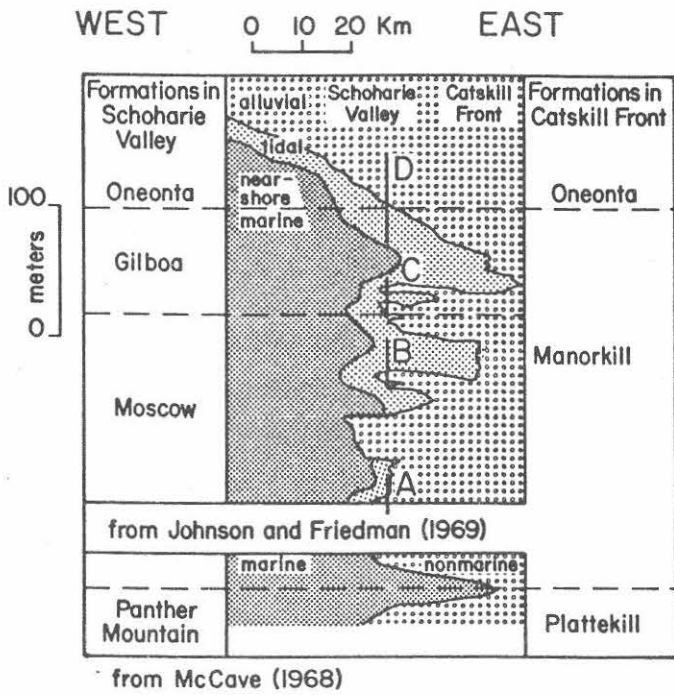 WEST
0 10 20 Km
EAST
Formations in
Schoharie
Valley
alluvial
Schoharie
Valley
Catskill
Front
Formations in
Catskill Front
tidal
D
near-
shore
marine
100
meters
0
Oneonta
Oneonta
Gilboa
C
B
Manorkill
Moscow
A
from Johnson and Friedman (1969)
marine
nonmarine
Panther
Mountain
Plattekill
from McCave (1968)